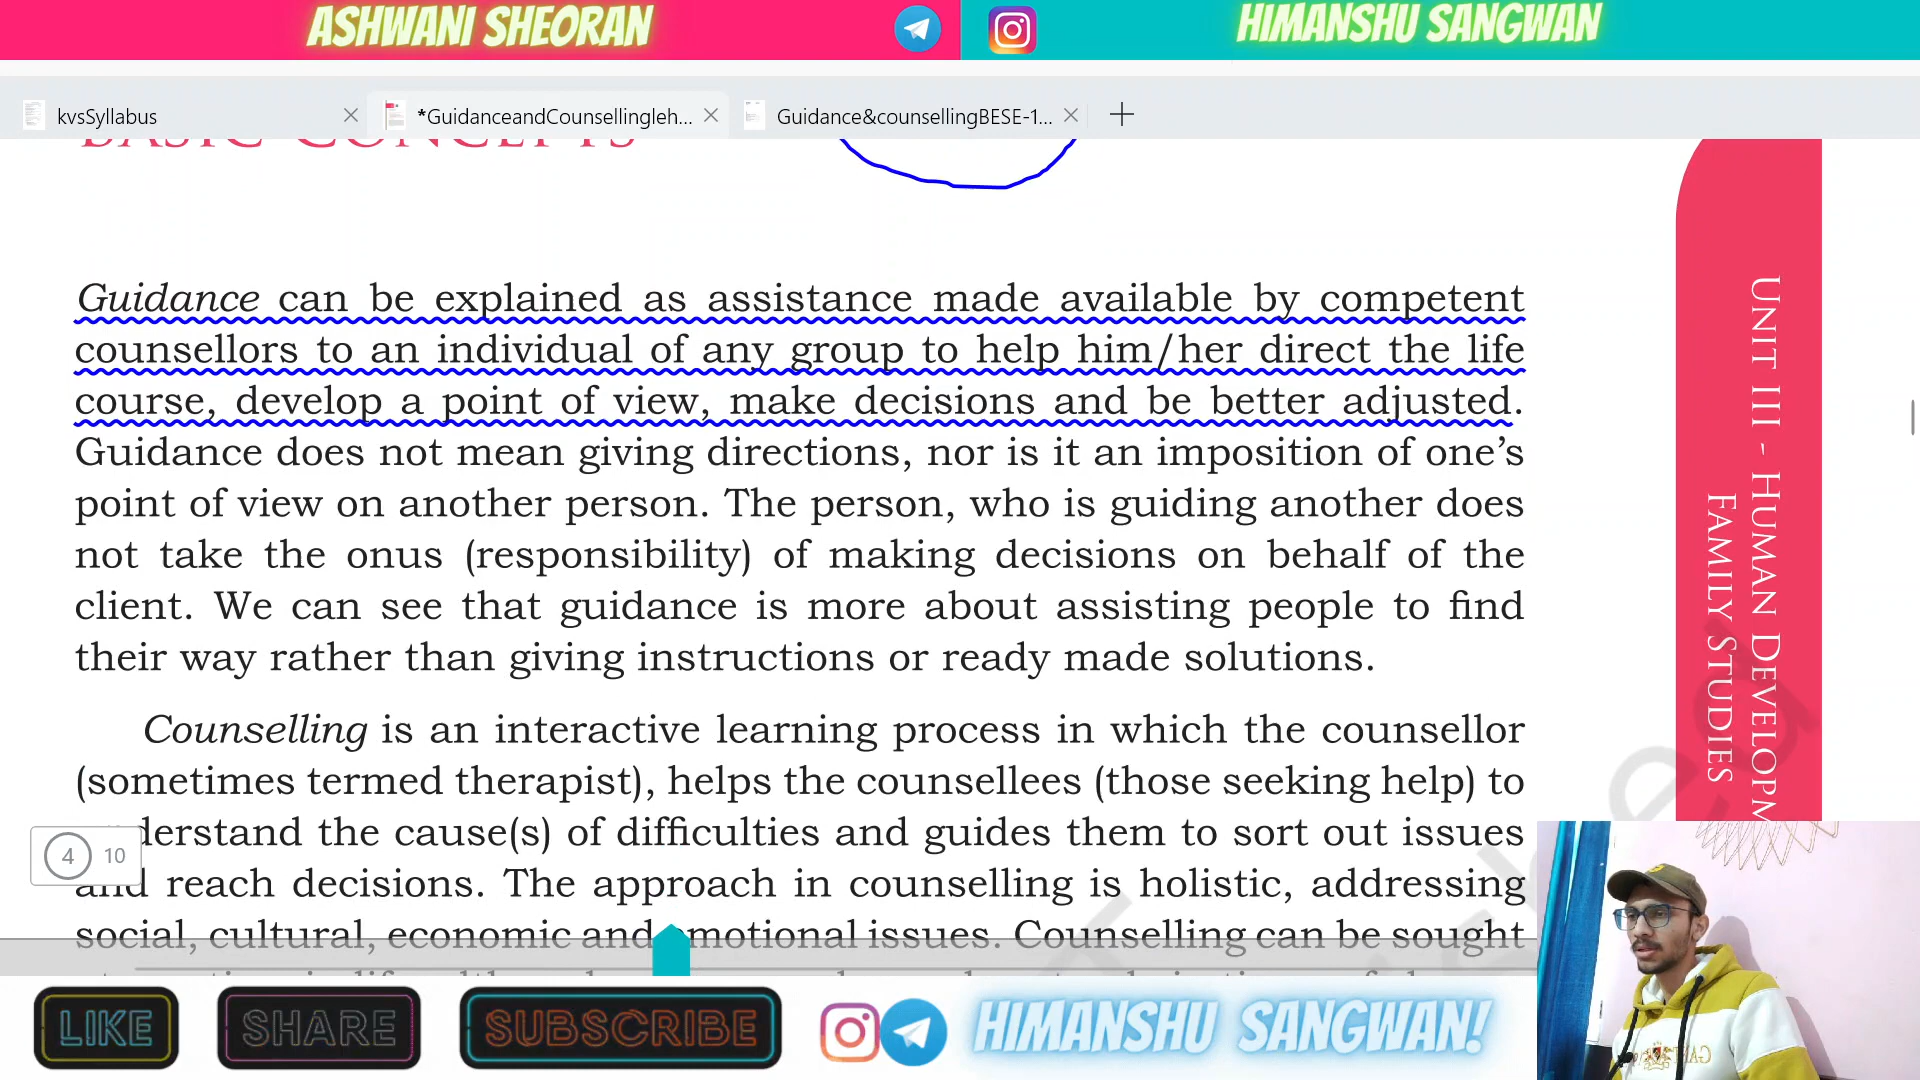 ASHWANI SHEORAN
HIMANSHU SANGWAN
kvsSyllabus
*GuidanceandCounsellingleh...
Guidance&counsellingBESE-1...
BASIC CONCEPTS
Guidance can be explained as assistance made available by competent
counsellors to an individual of any group to help him/her direct the life
course, develop a point of view, make decisions and be better adjusted.
Guidance does not mean giving directions, nor is it an imposition of one's
point of view on another person. The person, who is guiding another does
not take the onus (responsibility) of making decisions on behalf of the
client. We can see that guidance is more about assisting people to find
their way rather than giving instructions or ready made solutions.
Counselling is an interactive learning process in which the counsellor
(sometimes termed therapist), helps the counsellees (those seeking help) to
derstand the cause(s) of difficulties and guides them to sort out issues
and reach decisions. The approach in counselling is holistic, addressing
social, cultural, economic and emotional issues. Counselling can be sought
4 10
UNIT III - HUMAN DEVELOPM
FAMILY STUDIES
LIKE
SHARE
SUBSCRIBE
HIMANSHU SANGWAN!